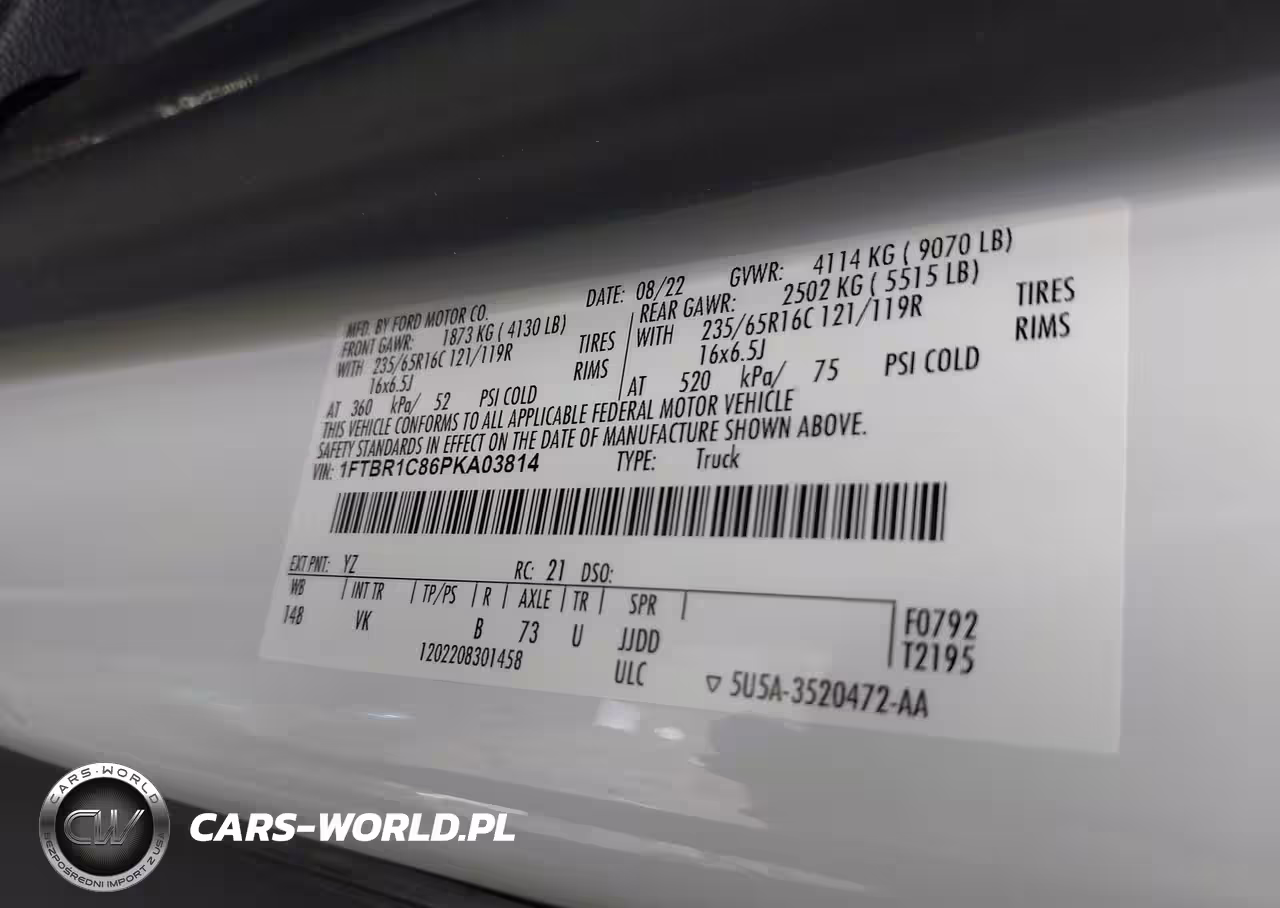 MFD. BY FORD MOTOR CO.
DATE: 08/22 GVWR: 4114 KG ( 9070 LB)
FRONT GAWR: 1873 KG ( 4130 LB)
WITH 235/65R16C 121/119R TIRES
16x6.5J RIMS
AT 360 kPa/ 52 PSI COLD
REAR GAWR: 2502 KG ( 5515 LB)
WITH 235/65R16C 121/119R TIRES
16x6.5J RIMS
AT 520 kPa/ 75 PSI COLD
THIS VEHICLE CONFORMS TO ALL APPLICABLE FEDERAL MOTOR VEHICLE
SAFETY STANDARDS IN EFFECT ON THE DATE OF MANUFACTURE SHOWN ABOVE.
VIN: 1FTBR1C86PKA03814 TYPE: Truck
EXT PNT: YZ RC: 21 DSO:
WB INT TR TP/PS R AXLE TR SPR
148 VK B 73 U JJDD
F0792
T2195
1202208301458 ULC
▽ 5U5A-3520472-AA
CARS-WORLD
CW
BEZPOŚREDNI IMPORT Z USA
CARS-WORLD.PL